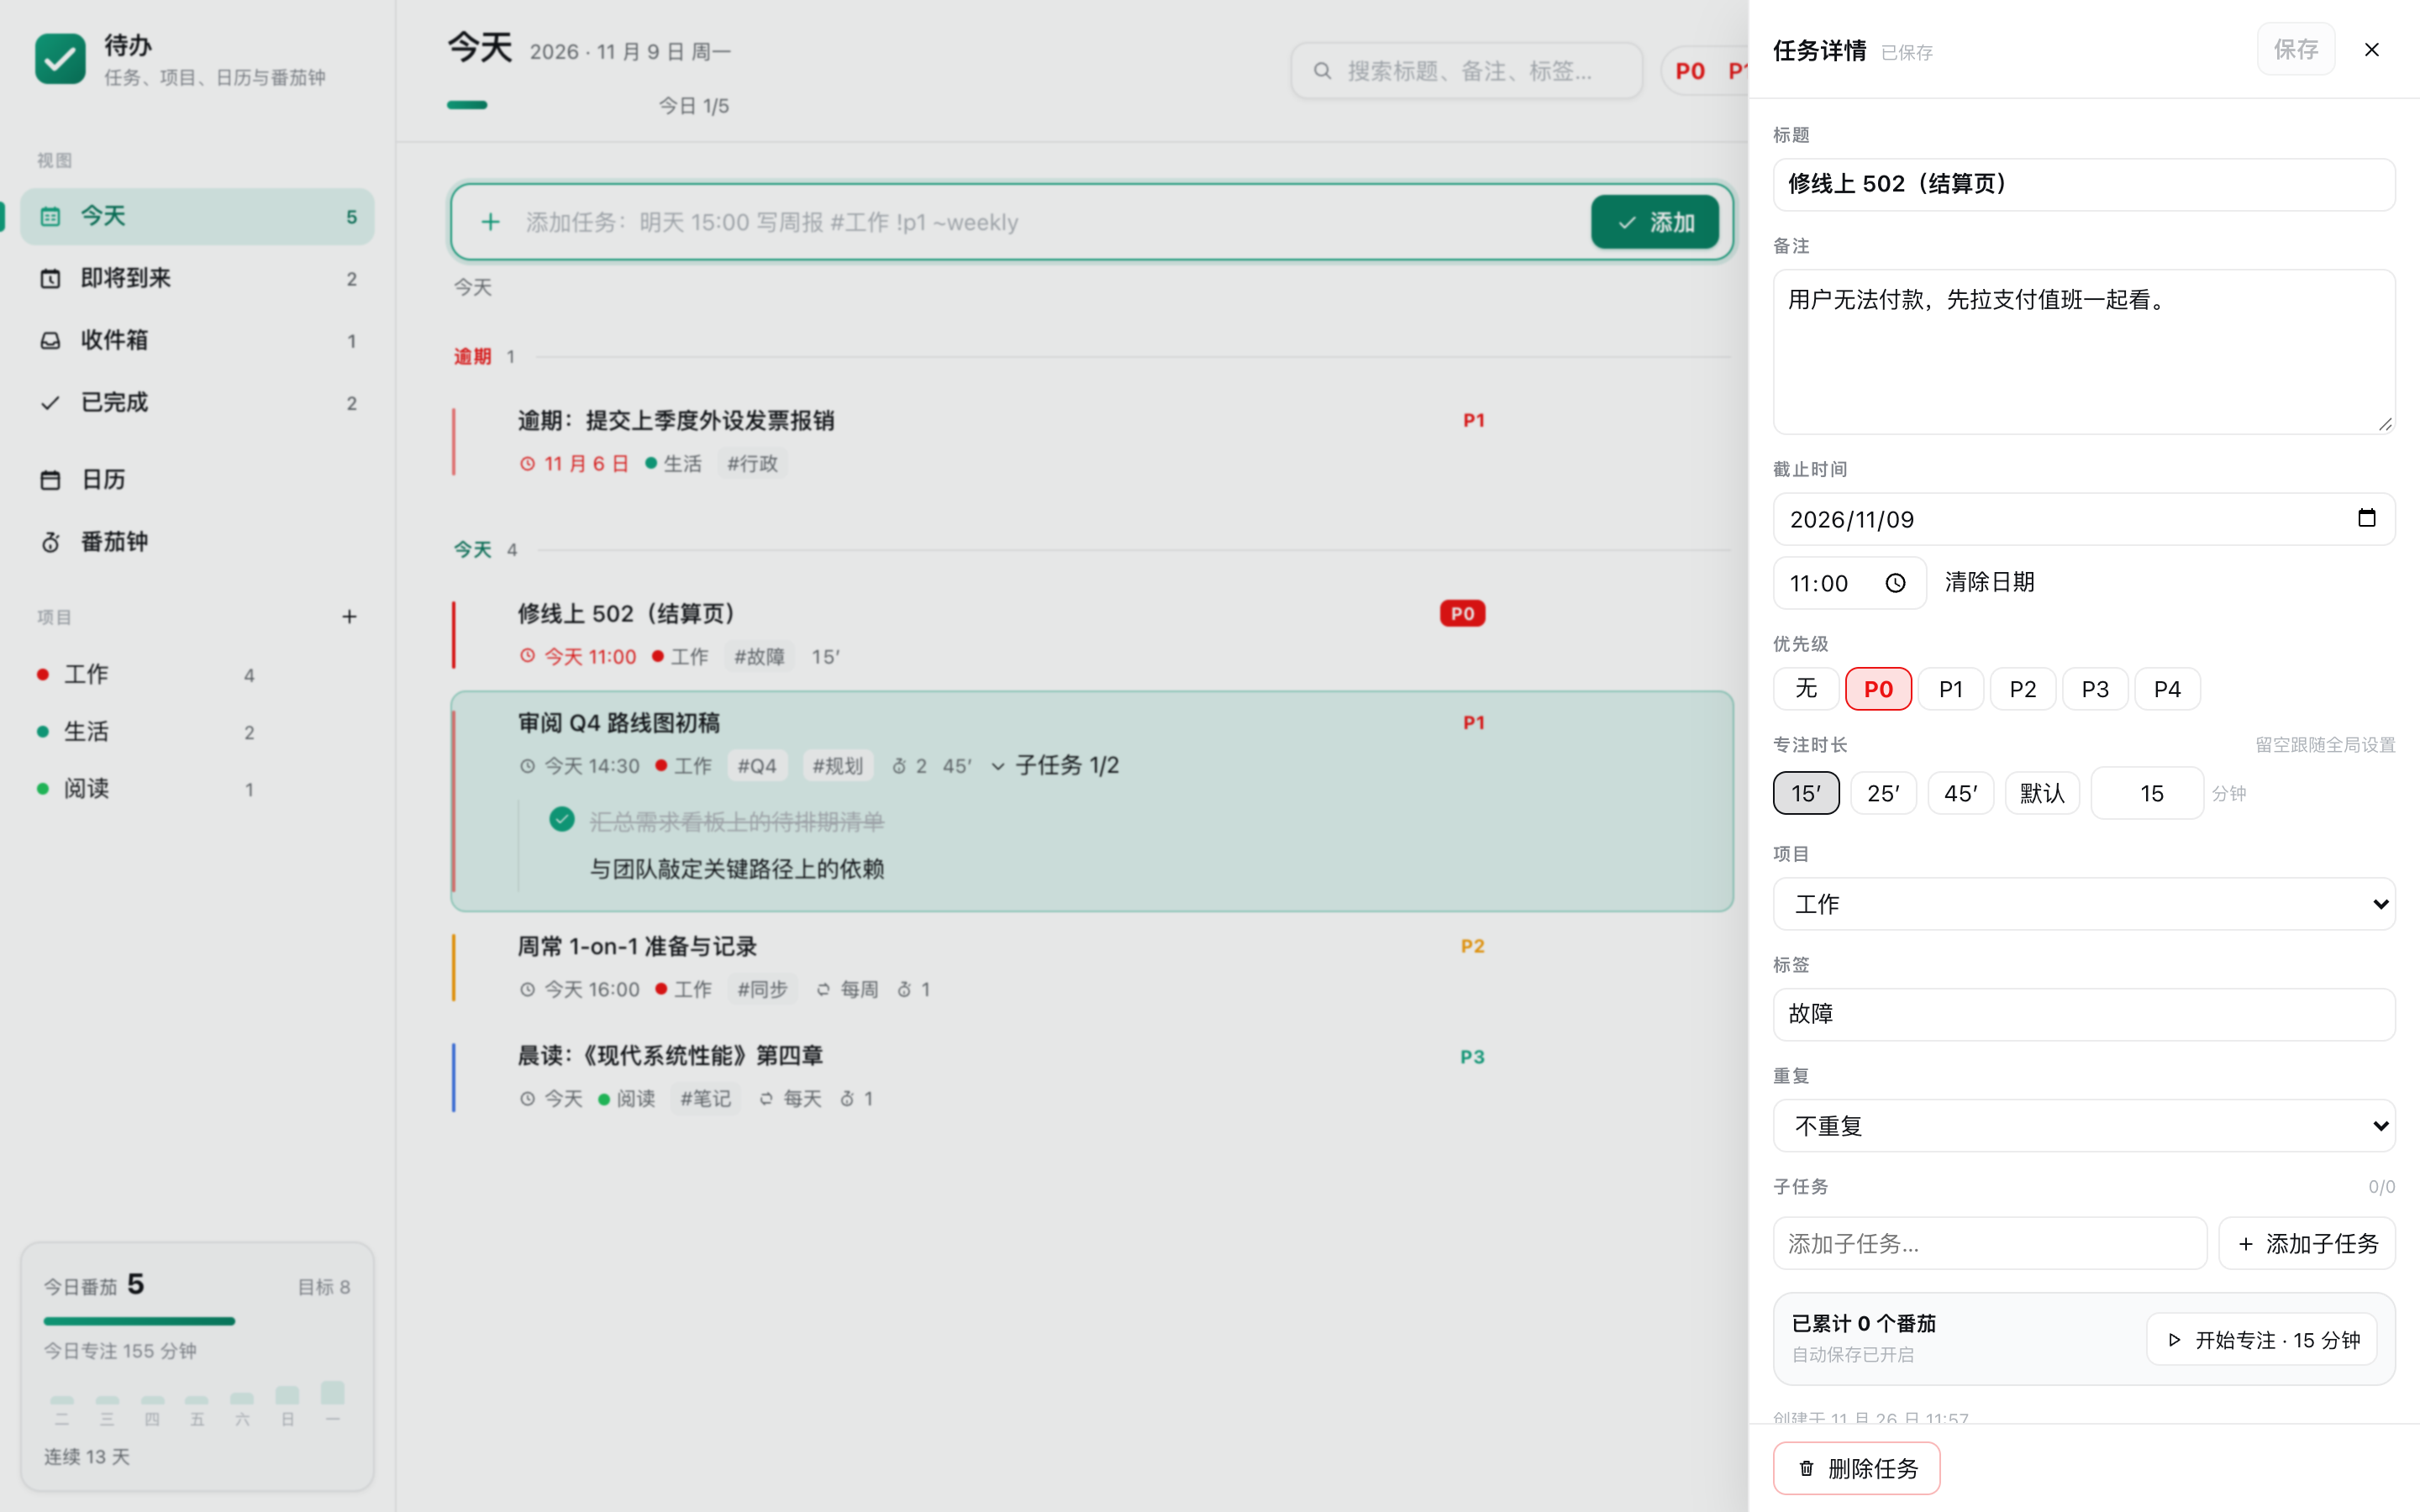 待办
任务、项目、日历与番茄钟
视图
今天 5
即将到来 2
收件箱 1
已完成 2
日历
番茄钟
项目
工作 4
生活 2
阅读 1
今日番茄 5 目标 8
今日专注 155 分钟
二 三 四 五 六 日 一
连续 13 天
今天 2026 · 11 月 9 日 周一
今日 1/5
搜索标题、备注、标签...
P0
添加任务：明天 15:00 写周报 #工作 !p1 ~weekly
添加
今天
逾期 1
逾期：提交上季度外设发票报销 P1
11 月 6 日 生活 #行政
今天 4
修线上 502（结算页） P0
今天 11:00 工作 #故障 15′
审阅 Q4 路线图初稿 P1
今天 14:30 工作 #Q4 #规划 2 45′ 子任务 1/2
汇总需求看板上的待排期清单
与团队敲定关键路径上的依赖
周常 1-on-1 准备与记录 P2
今天 16:00 工作 #同步 每周 1
晨读：《现代系统性能》第四章 P3
今天 阅读 #笔记 每天 1
任务详情 已保存 保存
标题
修线上 502（结算页）
备注
用户无法付款，先拉支付值班一起看。
截止时间
2026/11/09
11:00 清除日期
优先级
无 P0 P1 P2 P3 P4
专注时长 留空跟随全局设置
15′ 25′ 45′ 默认 15 分钟
项目
工作
标签
故障
重复
不重复
子任务 0/0
添加子任务... 添加子任务
已累计 0 个番茄
自动保存已开启
开始专注 · 15 分钟
创建于 11 月 26 日 11:57
删除任务